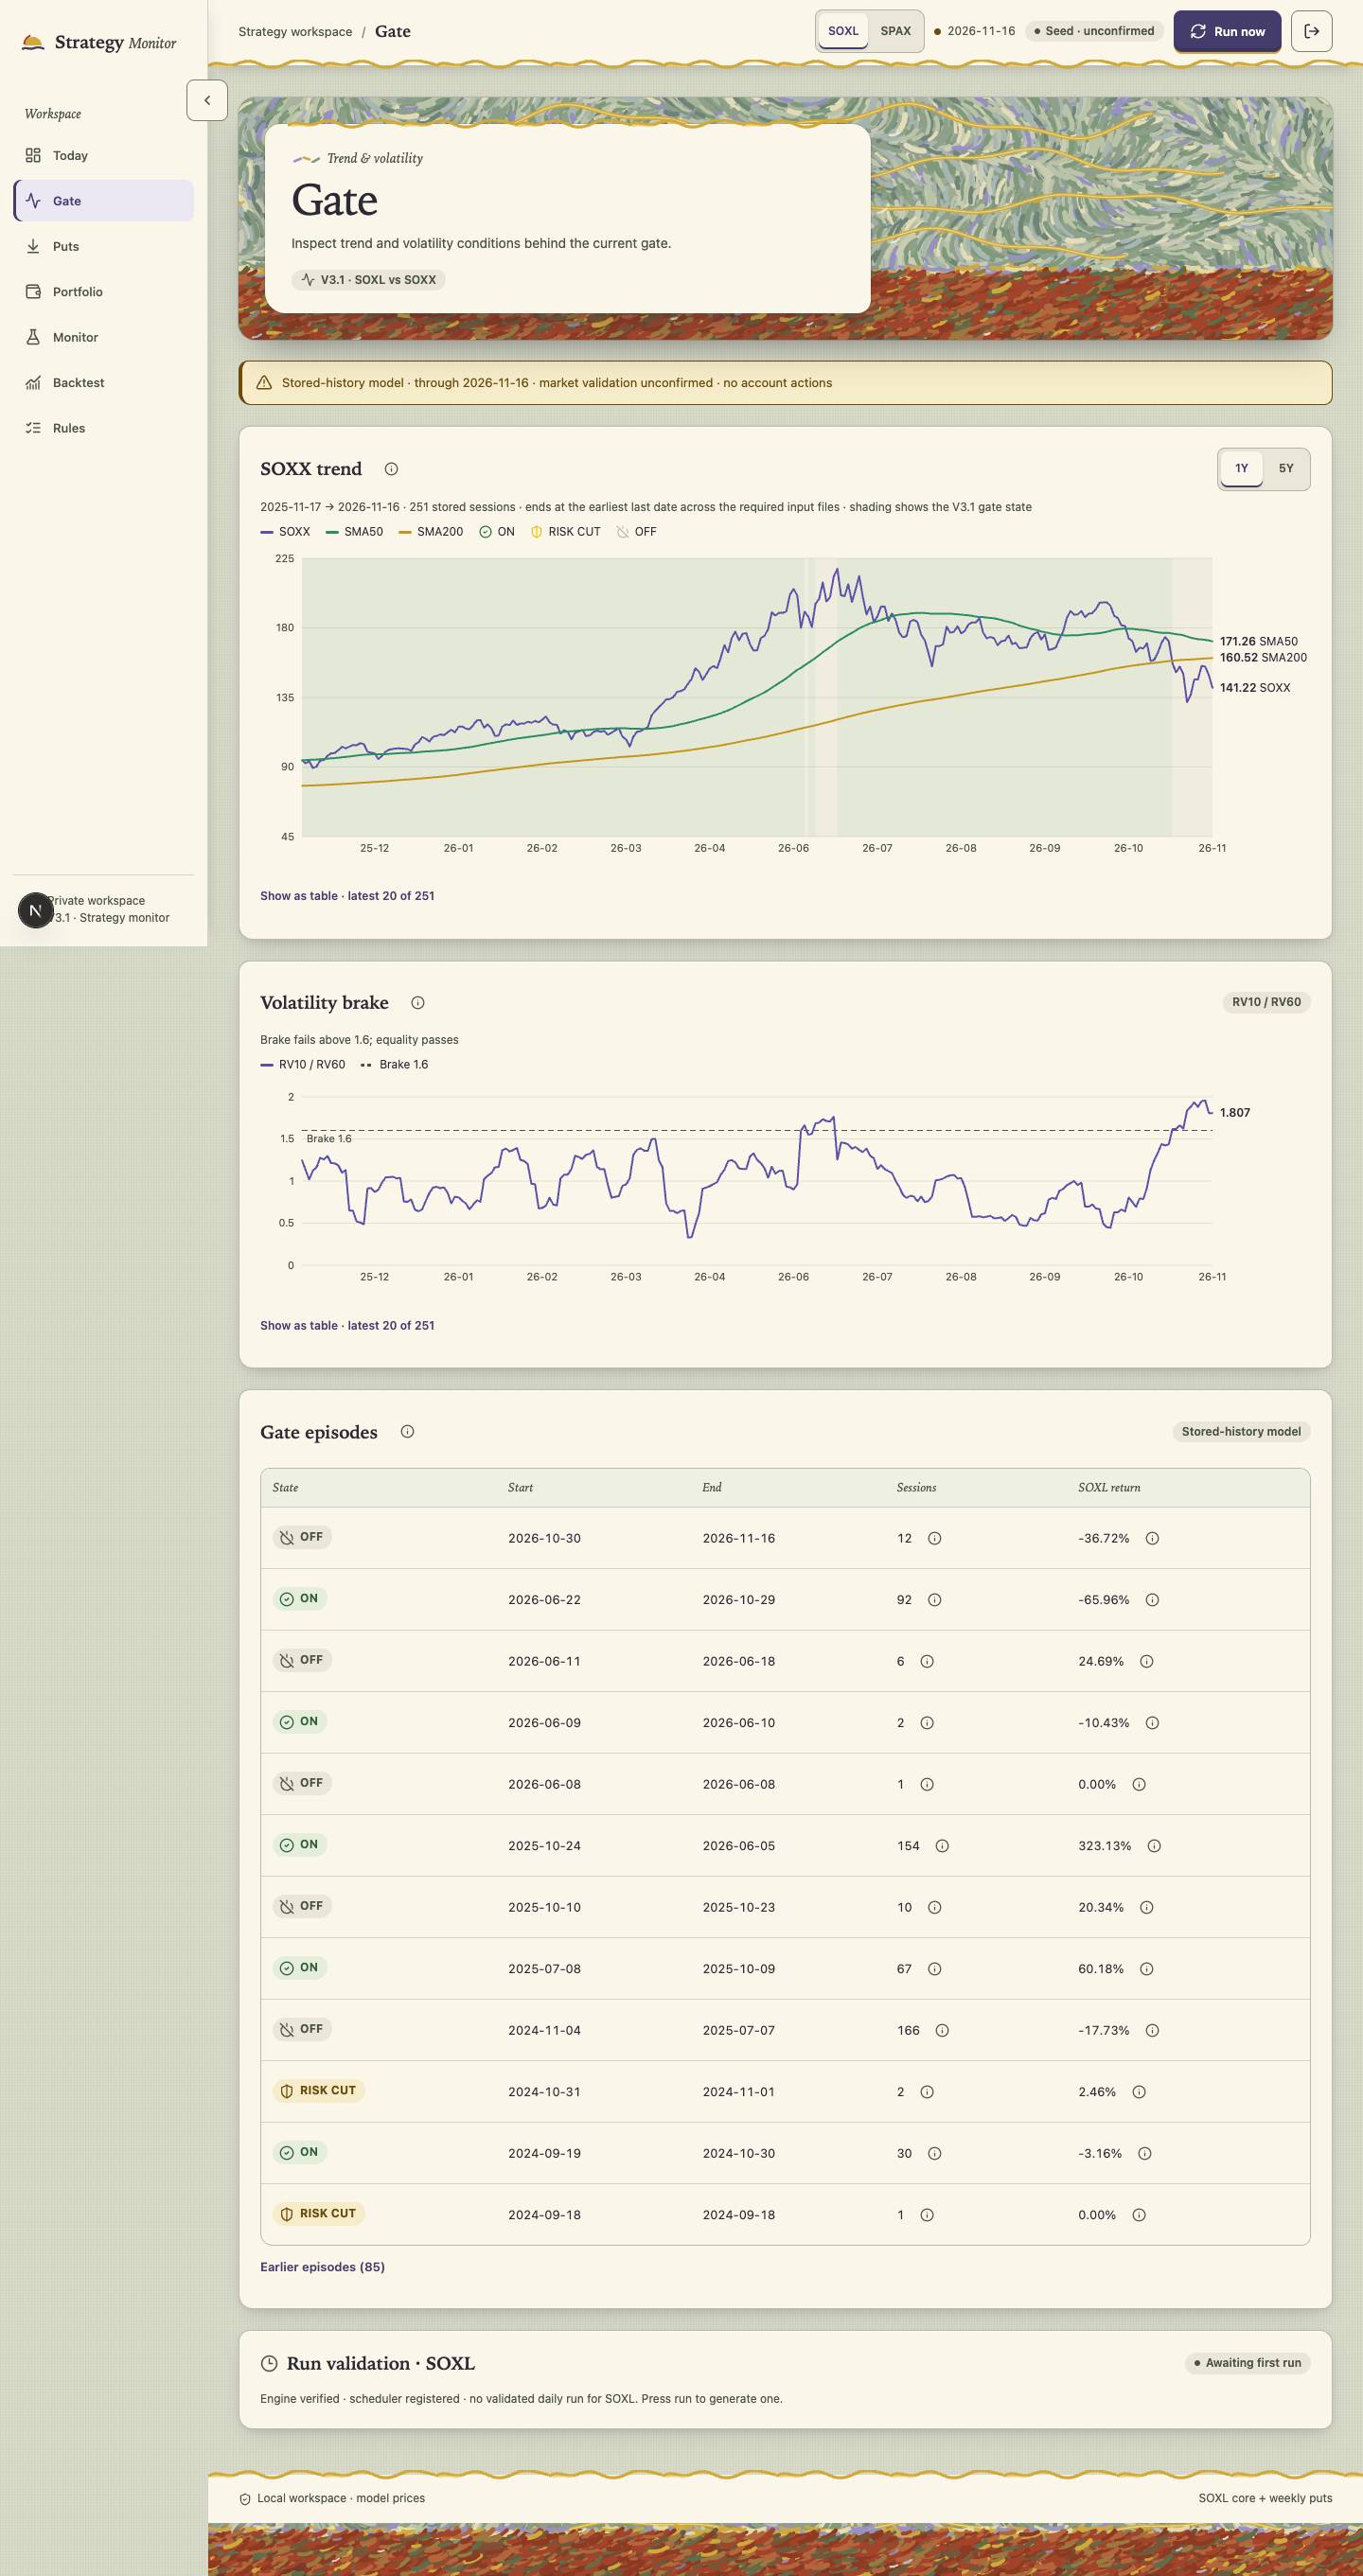 Strategy Monitor
Workspace
Today
Gate
Puts
Portfolio
Monitor
Backtest
Rules
N
Private workspace
V3.1 · Strategy monitor
Strategy workspace / Gate
SOXL SPAX
2026-11-16
Seed · unconfirmed
Run now
Trend & volatility
Gate
Inspect trend and volatility conditions behind the current gate.
V3.1 · SOXL vs SOXX
Stored-history model · through 2026-11-16 · market validation unconfirmed · no account actions
SOXX trend
1Y 5Y
2025-11-17 → 2026-11-16 · 251 stored sessions · ends at the earliest last date across the required input files · shading shows the V3.1 gate state
SOXX SMA50 SMA200 ON RISK CUT OFF
225
180
135
90
45
171.26 SMA50
160.52 SMA200
141.22 SOXX
25-12 26-01 26-02 26-03 26-04 26-06 26-07 26-08 26-09 26-10 26-11
Show as table · latest 20 of 251
Volatility brake
RV10 / RV60
Brake fails above 1.6; equality passes
RV10 / RV60 Brake 1.6
2
1.5
1
0.5
0
Brake 1.6
1.807
25-12 26-01 26-02 26-03 26-04 26-06 26-07 26-08 26-09 26-10 26-11
Show as table · latest 20 of 251
Gate episodes
Stored-history model
State Start End Sessions SOXL return
OFF 2026-10-30 2026-11-16 12 -36.72%
ON 2026-06-22 2026-10-29 92 -65.96%
OFF 2026-06-11 2026-06-18 6 24.69%
ON 2026-06-09 2026-06-10 2 -10.43%
OFF 2026-06-08 2026-06-08 1 0.00%
ON 2025-10-24 2026-06-05 154 323.13%
OFF 2025-10-10 2025-10-23 10 20.34%
ON 2025-07-08 2025-10-09 67 60.18%
OFF 2024-11-04 2025-07-07 166 -17.73%
RISK CUT 2024-10-31 2024-11-01 2 2.46%
ON 2024-09-19 2024-10-30 30 -3.16%
RISK CUT 2024-09-18 2024-09-18 1 0.00%
Earlier episodes (85)
Run validation · SOXL
Awaiting first run
Engine verified · scheduler registered · no validated daily run for SOXL. Press run to generate one.
Local workspace · model prices
SOXL core + weekly puts